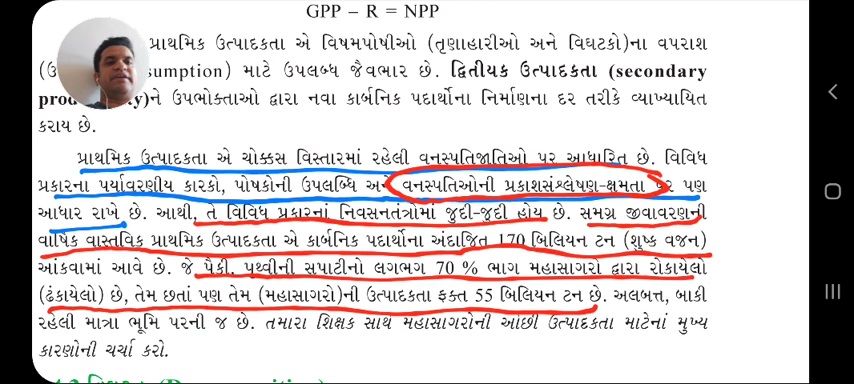 GPP – R = NPP
પ્રાથમિક ઉત્પાદકતા એ વિષમપોષીઓ (તૃણાહારીઓ અને વિઘટકો)ના વપરાશ
sumption) માટે ઉપલબ્ધ જૈવભાર છે. દ્વિતીયક ઉત્પાદકતા (secondary
ને ઉપભોક્તાઓ દ્વારા નવા કાર્બનિક પદાર્થોના નિર્માણના દર તરીકે વ્યાખ્યાયિત
કરાય છે.
પ્રાથમિક ઉત્પાદકતા એ ચોક્કસ વિસ્તારમાં રહેલી વનસ્પતિજાતિઓ પર આધારિત છે. વિવિધ
પ્રકારના પર્યાવરણીય કારકો, પોષકોની ઉપલબ્ધિ અને વનસ્પતિઓની પ્રકાશસંશ્લેષણ-ક્ષમતા પર પણ
આધાર રાખે છે. આથી, તે વિવિધ પ્રકારનાં નિવસનતંત્રોમાં જુદી-જુદી હોય છે. સમગ્ર જીવાવરણની
વાર્ષિક વાસ્તવિક પ્રાથમિક ઉત્પાદકતા એ કાર્બનિક પદાર્થોના અંદાજિત 170 બિલિયન ટન (શુષ્ક વજન)
આંકવામાં આવે છે. જે પૈકી, પૃથ્વીની સપાટીનો લગભગ 70 % ભાગ મહાસાગરો દ્વારા રોકાયેલો
(ઢંકાયેલો) છે, તેમ છતાં પણ તેમ (મહાસાગરો)ની ઉત્પાદકતા ફક્ત 55 બિલિયન ટન છે. અલબત્ત, બાકી
રહેલી માત્રા ભૂમિ પરની જ છે. તમારા શિક્ષક સાથે મહાસાગરોની ઓછી ઉત્પાદકતા માટેનાં મુખ્ય
કારણોની ચર્ચા કરો.